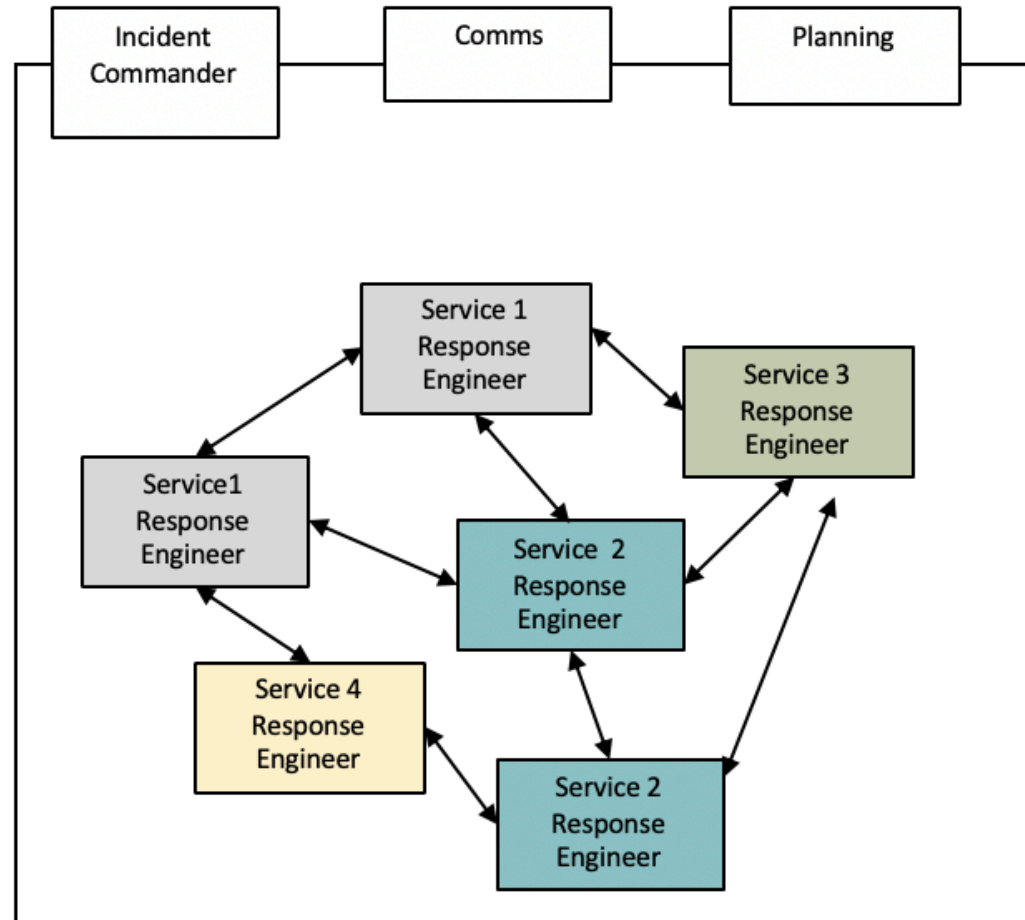 Incident
Commander
Comms
Planning
Service 1
Response
Engineer
Service 3
Response
Engineer
Service1
Response
Engineer
Service 2
Response
Engineer
Service 4
Response
Engineer
Service 2
Response
Engineer